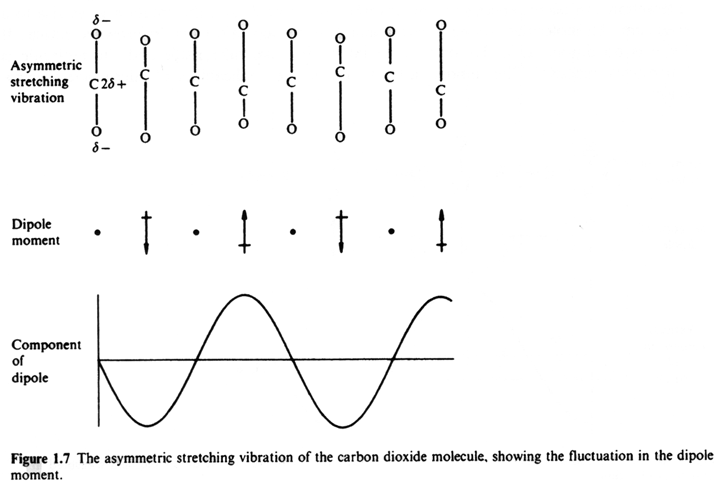 δ− 
O O O O O O O O
Asymmetric
stretching
vibration
C 2δ+ C C C C C C C
O O O O O O O O
δ−
Dipole
moment
Component
of
dipole
Figure 1.7 The asymmetric stretching vibration of the carbon dioxide molecule, showing the fluctuation in the dipole
moment.